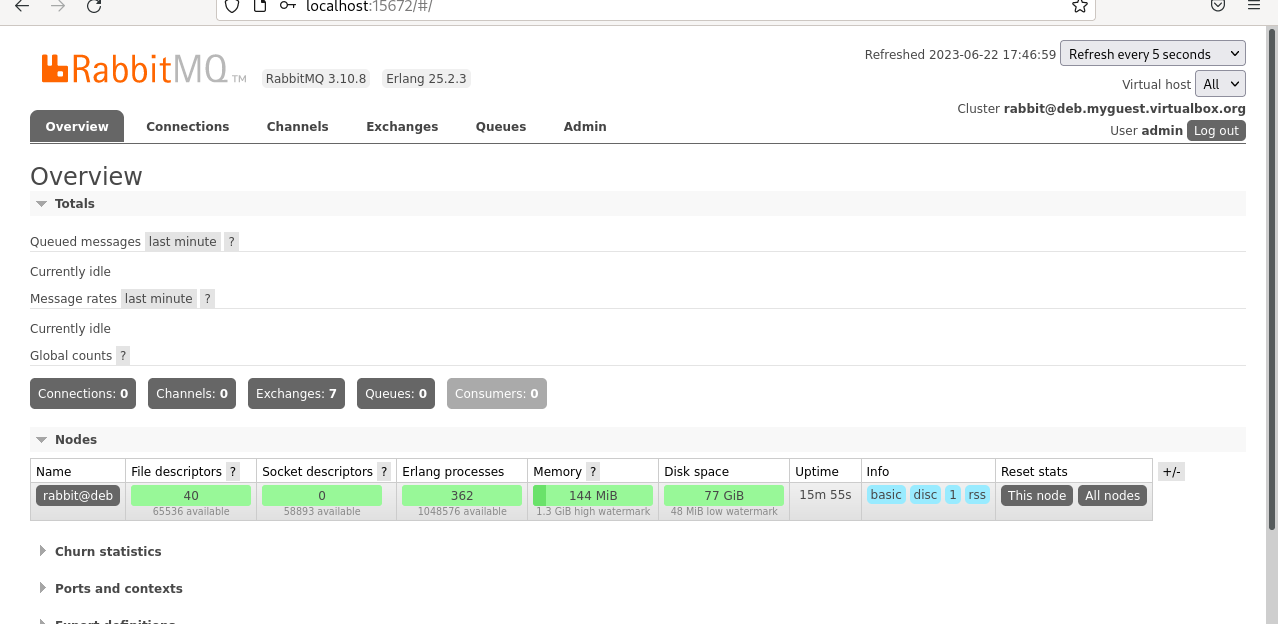 localhost:15672/#/
Refreshed 2023-06-22 17:46:59 Refresh every 5 seconds
RabbitMQ TM RabbitMQ 3.10.8 Erlang 25.2.3
Virtual host All
Cluster rabbit@deb.myguest.virtualbox.org
User admin Log out
Overview Connections Channels Exchanges Queues Admin
Overview
Totals
Queued messages last minute ?
Currently idle
Message rates last minute ?
Currently idle
Global counts ?
Connections: 0 Channels: 0 Exchanges: 7 Queues: 0 Consumers: 0
Nodes
Name File descriptors ? Socket descriptors ? Erlang processes Memory ? Disk space Uptime Info Reset stats +/-
rabbit@deb 40 0 362 144 MiB 77 GiB 15m 55s basic disc 1 rss This node All nodes
65536 available 58893 available 1048576 available 1.3 GiB high watermark 48 MiB low watermark
Churn statistics
Ports and contexts
Export definitions